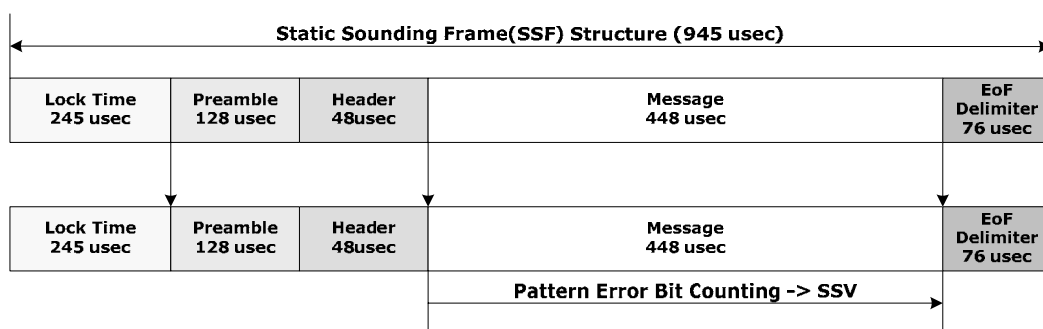 Static Sounding Frame(SSF) Structure (945 usec)
Lock Time
245 usec
Preamble
128 usec
Header
48usec
Message
448 usec
EoF
Delimiter
76 usec
Lock Time
245 usec
Preamble
128 usec
Header
48usec
Message
448 usec
EoF
Delimiter
76 usec
Pattern Error Bit Counting -> SSV